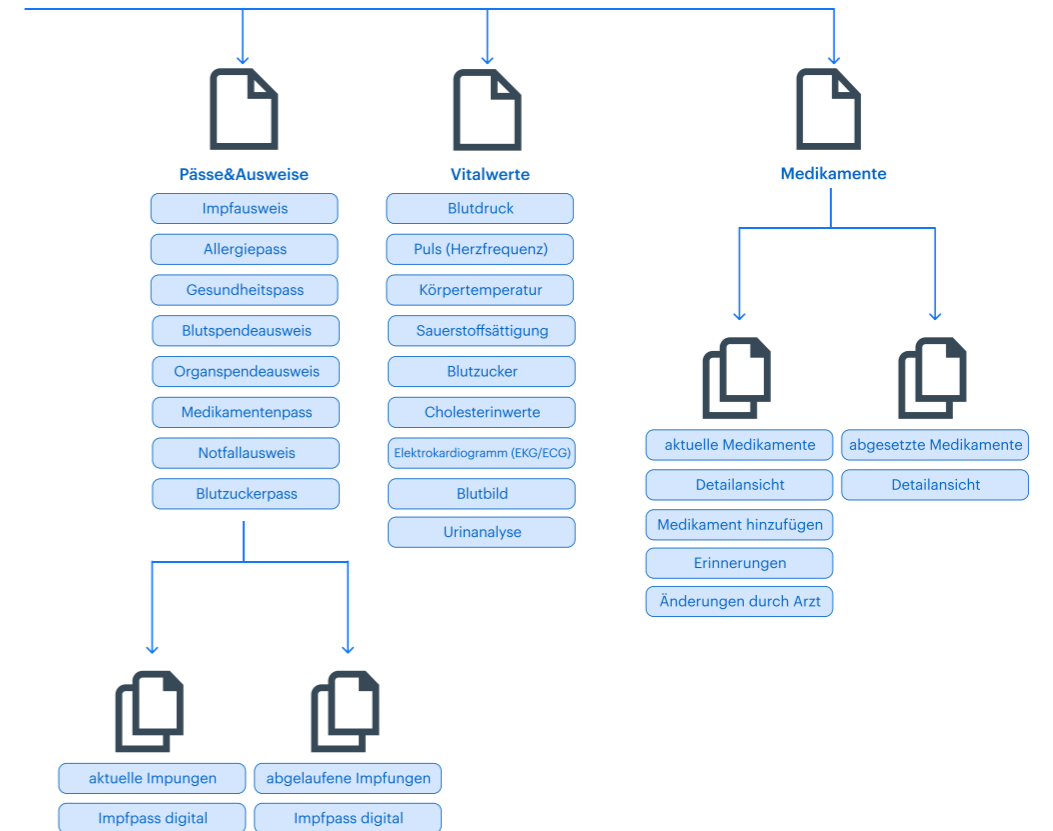 Pässe&Ausweise
Impfausweis
Allergiepass
Gesundheitspass
Blutspendeausweis
Organspendeausweis
Medikamentenpass
Notfallausweis
Blutzuckerpass
aktuelle Impungen
Impfpass digital
abgelaufene Impfungen
Impfpass digital
Vitalwerte
Blutdruck
Puls (Herzfrequenz)
Körpertemperatur
Sauerstoffsättigung
Blutzucker
Cholesterinwerte
Elektrokardiogramm (EKG/ECG)
Blutbild
Urinanalyse
Medikamente
aktuelle Medikamente
Detailansicht
Medikament hinzufügen
Erinnerungen
Änderungen durch Arzt
abgesetzte Medikamente
Detailansicht